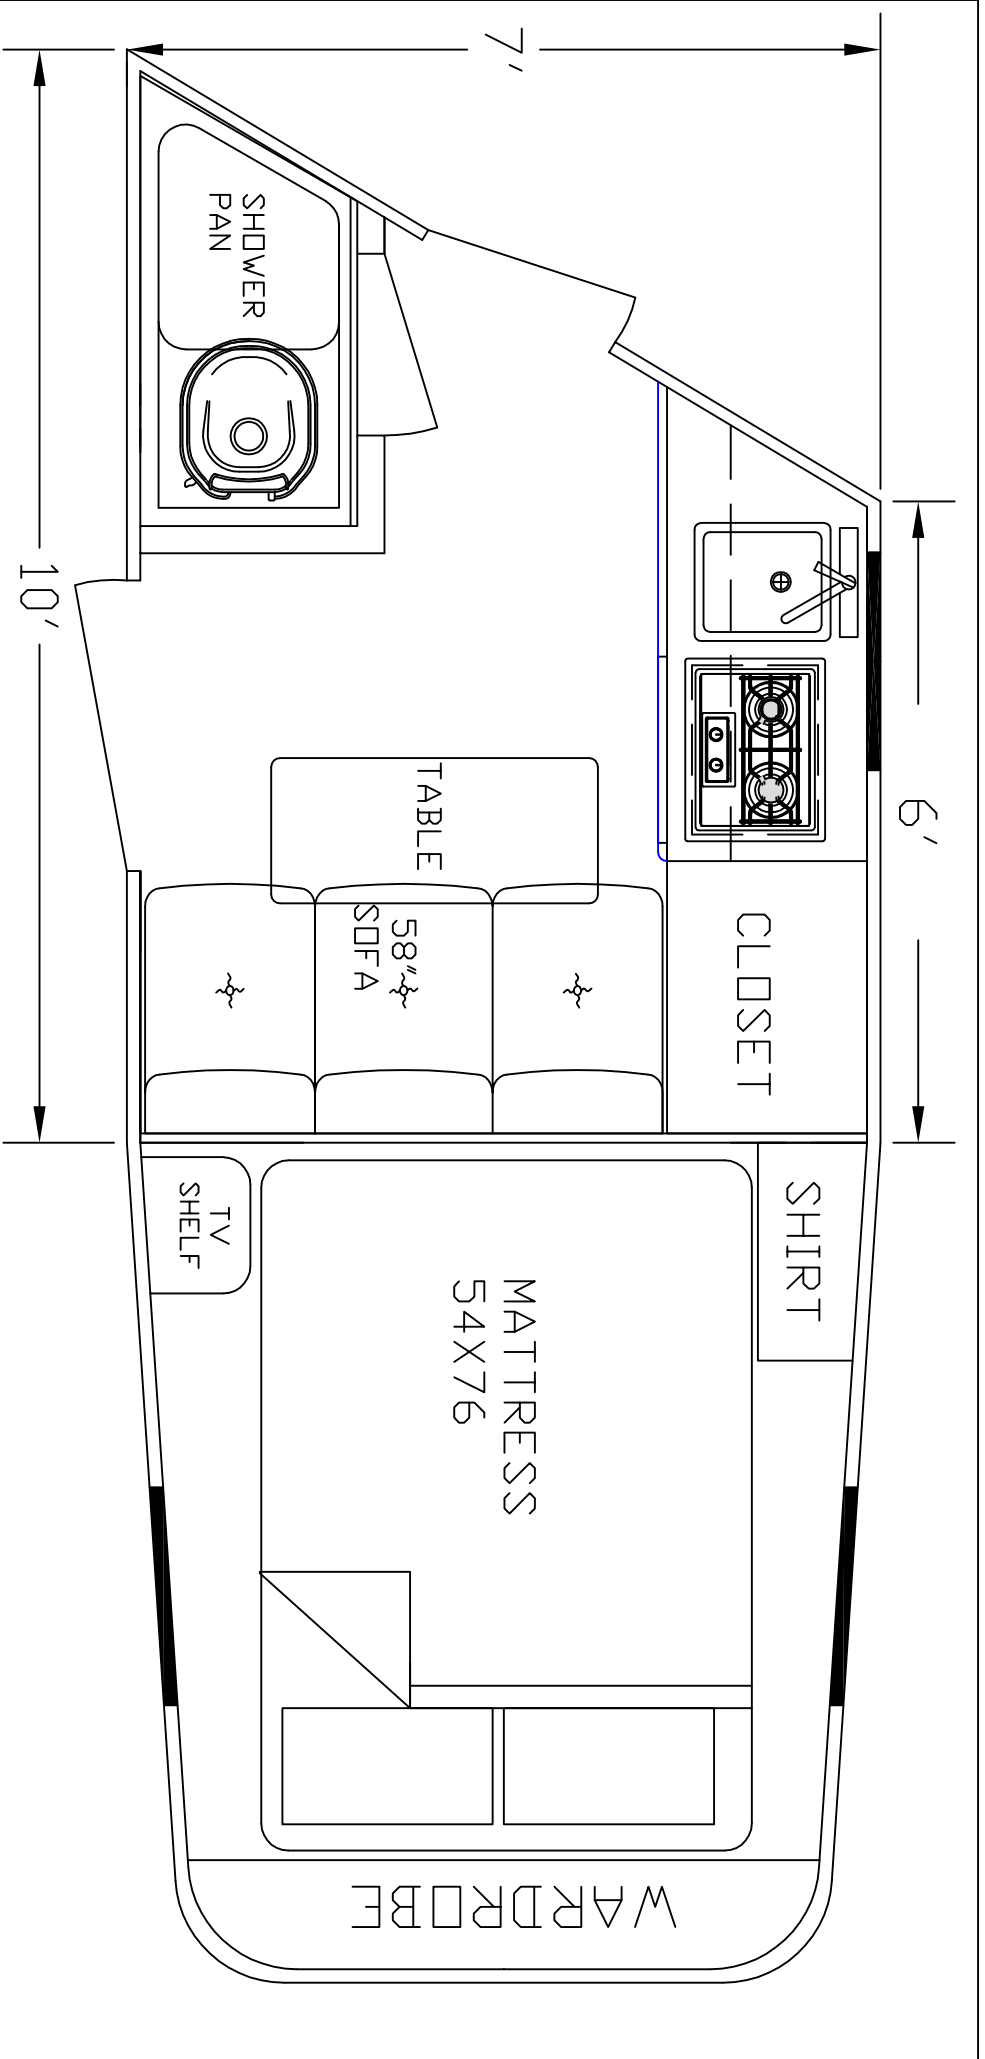 7'
10'
6'
SHOWER
PAN
TABLE
58"
SOFA
CLOSET
TV
SHELF
SHIRT
MATTRESS
54X76
WARDROBE